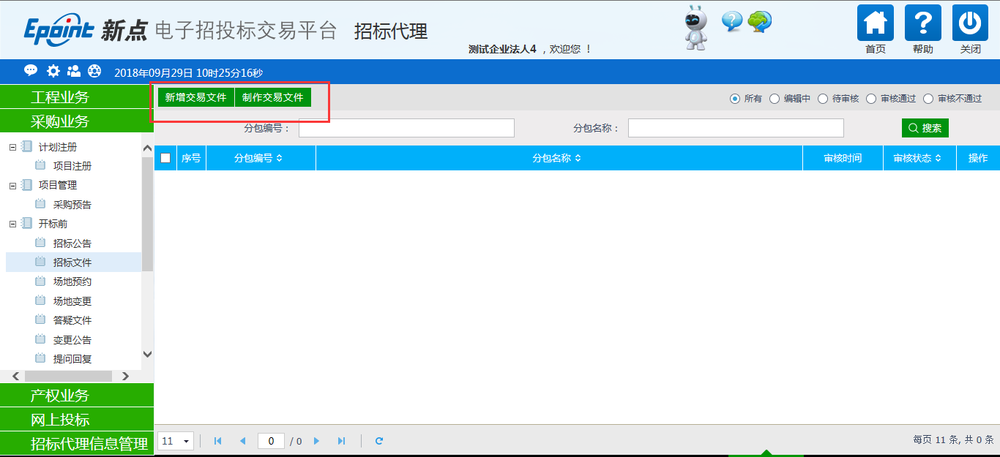 Epoint 新点 电子招投标交易平台 招标代理
测试企业法人4 ，欢迎您 ！
首页 帮助 关闭
2018年09月29日 10时25分16秒
工程业务
采购业务
计划注册
项目注册
项目管理
采购预告
开标前
招标公告
招标文件
场地预约
场地变更
答疑文件
变更公告
提问回复
产权业务
网上投标
招标代理信息管理
新增交易文件 制作交易文件
所有 编辑中 待审核 审核通过 审核不通过
分包编号： 分包名称： 搜索
序号 分包编号 分包名称 审核时间 审核状态 操作
11 0 / 0 每页 11 条, 共 0 条